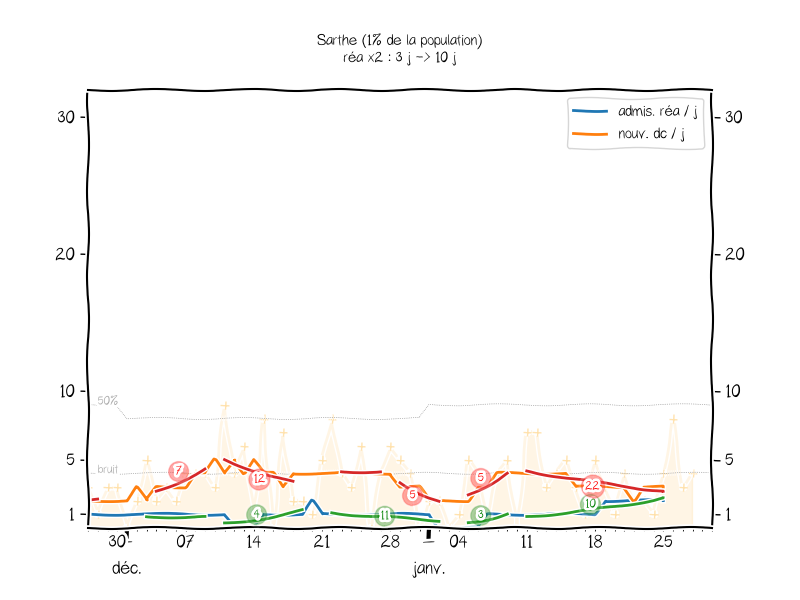 Sarthe (1% de la population)
réa x2 : 3 j -> 10 j
admis. réa / j
nouv. dc / j
30 30
20 20
10 10
50%
5 5
bruit
7 12 5 5 22
4 11 3 10
1 1
30 07 14 21 28 04 11 18 25
déc. janv.